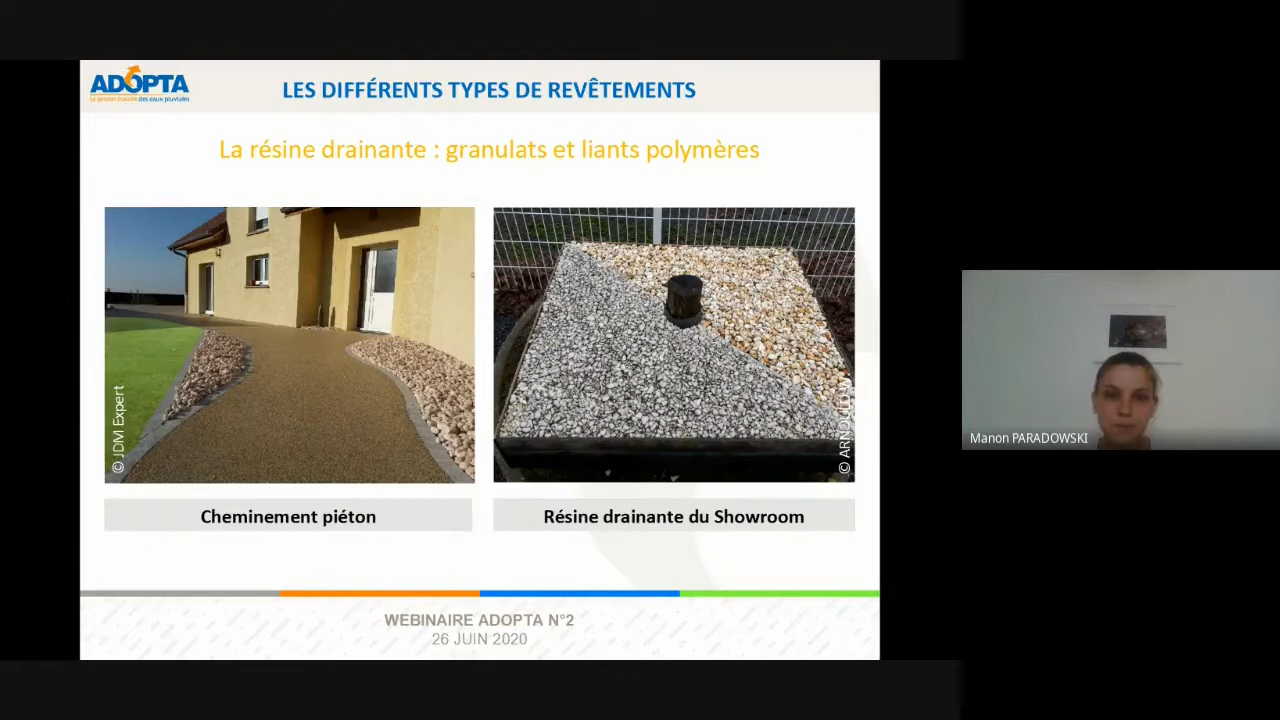 ADOPTA
La gestion durable des eaux pluviales
LES DIFFÉRENTS TYPES DE REVÊTEMENTS
La résine drainante : granulats et liants polymères
© JDM Expert
©
Cheminement piéton
Résine drainante du Showroom
Manon PARADOWSKI
WEBINAIRE ADOPTA N°2
26 JUIN 2020